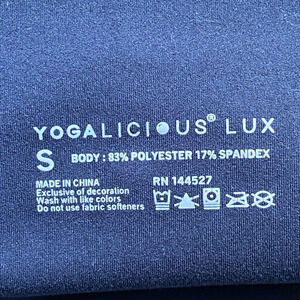 YOGALICIOUS® LUX
S BODY : 83% POLYESTER 17% SPANDEX
MADE IN CHINA RN 144527
Exclusive of decoration
Wash with like colors
Do not use fabric softeners